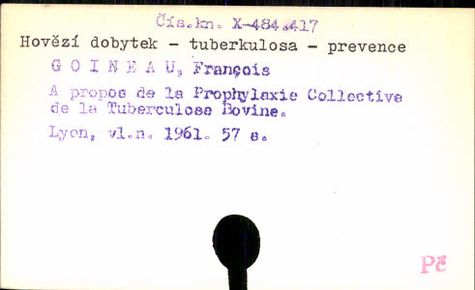 Čís.kn. X-484.417
Hovězí dobytek - tuberkulosa - prevence
G O I N E A U, François
A propos de la Prophylaxie Collective
de la Tuberculose Bovine.
Lyon, vl.n. 1961. 57 s.
Pč